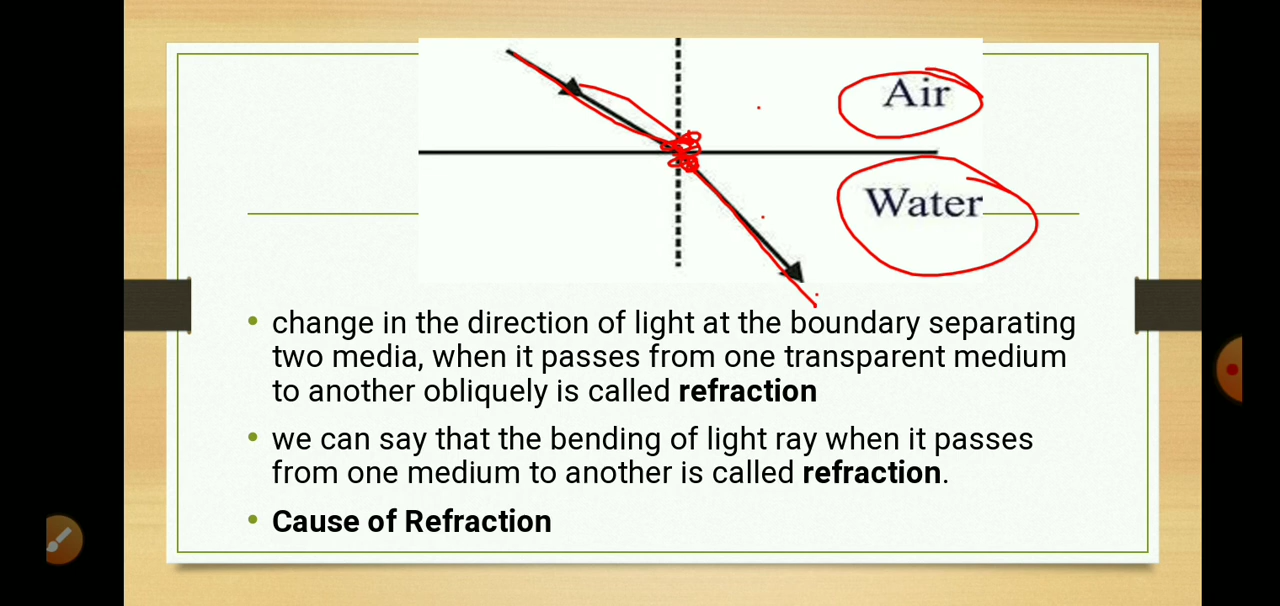 Air
Water
• change in the direction of light at the boundary separating
two media, when it passes from one transparent medium
to another obliquely is called refraction
• we can say that the bending of light ray when it passes
from one medium to another is called refraction.
• Cause of Refraction